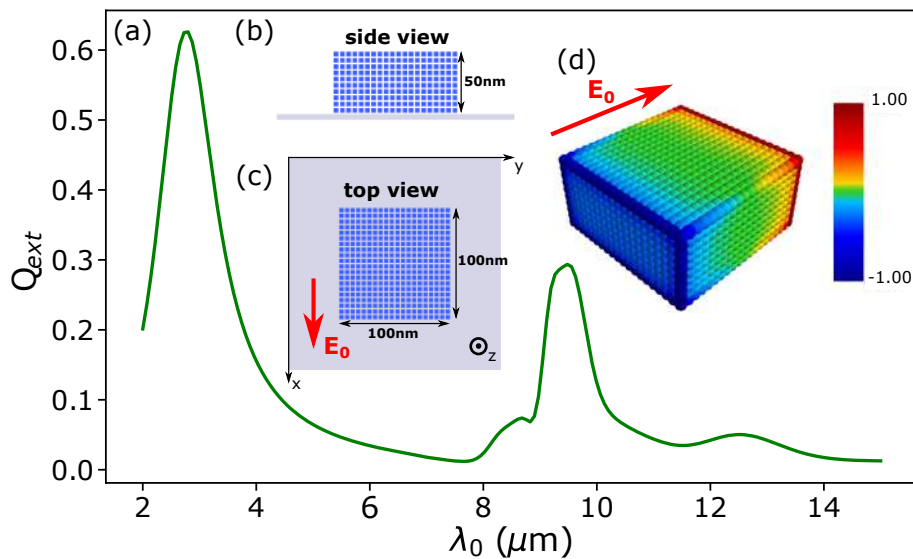 (a)
(b)
side view
50nm
(c)
y
top view
100nm
100nm
E0
z
x
(d)
E0
1.00
-1.00
Qext
0.6
0.5
0.4
0.3
0.2
0.1
0.0
2 4 6 8 10 12 14
λ0 (μm)